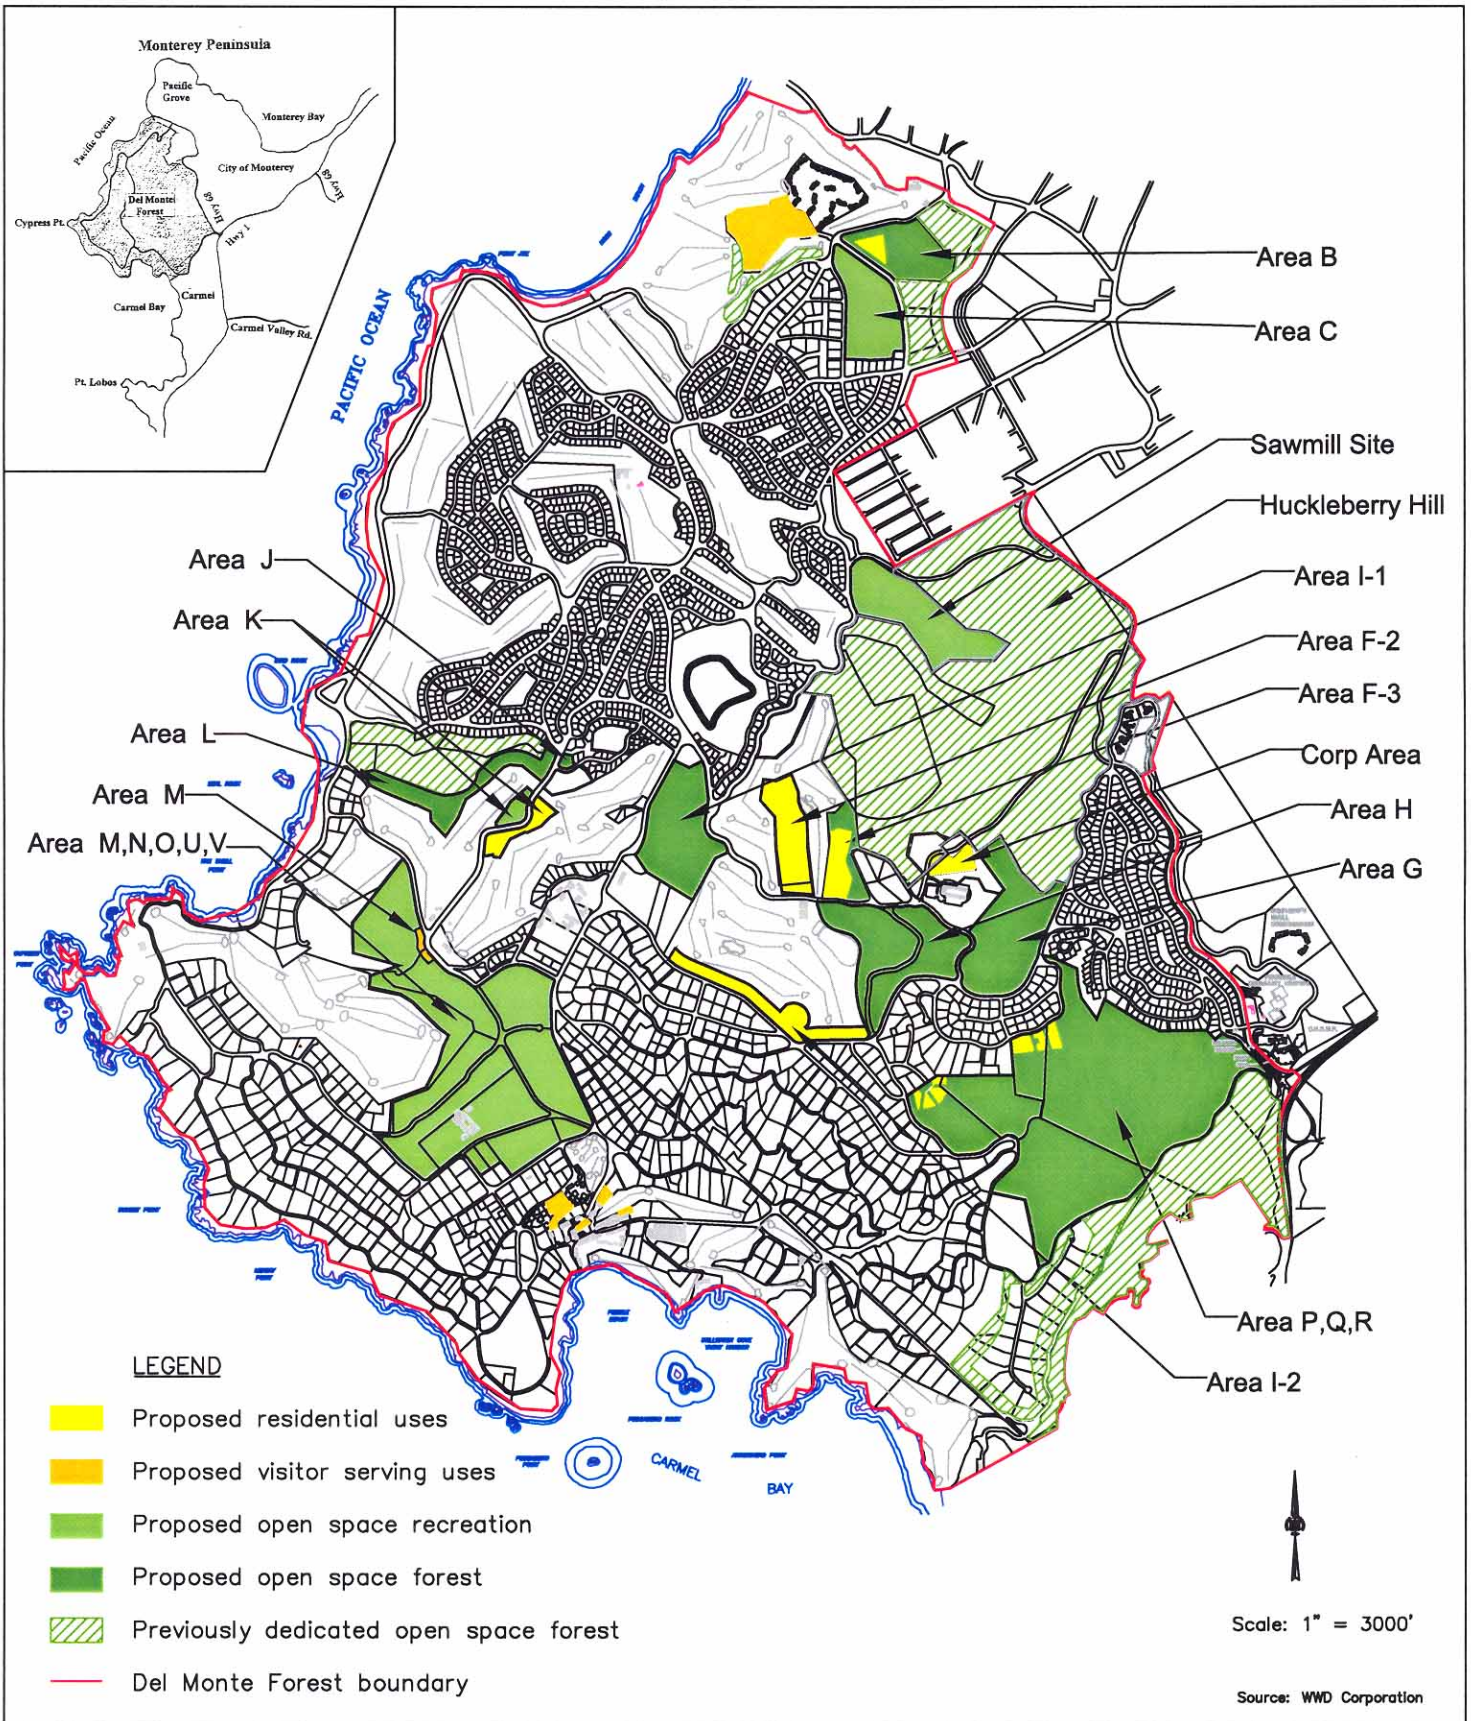 Monterey Peninsula
Pacific
Grove
Monterey Bay
Pacific Ocean
City of Monterey
Hwy 68
Del Monte
Forest
Hwy 68
Cypress Pt.
Hwy 1
Carmel
Carmel Bay
Carmel Valley Rd.
Pt. Lobos
PACIFIC OCEAN
Area B
Area C
Sawmill Site
Huckleberry Hill
Area I-1
Area F-2
Area F-3
Corp Area
Area H
Area G
Area J
Area K
Area L
Area M
Area M,N,O,U,V
Area P,Q,R
Area I-2
CARMEL
BAY
LEGEND
Proposed residential uses
Proposed visitor serving uses
Proposed open space recreation
Proposed open space forest
Previously dedicated open space forest
Del Monte Forest boundary
Scale: 1" = 3000'
Source: WWD Corporation